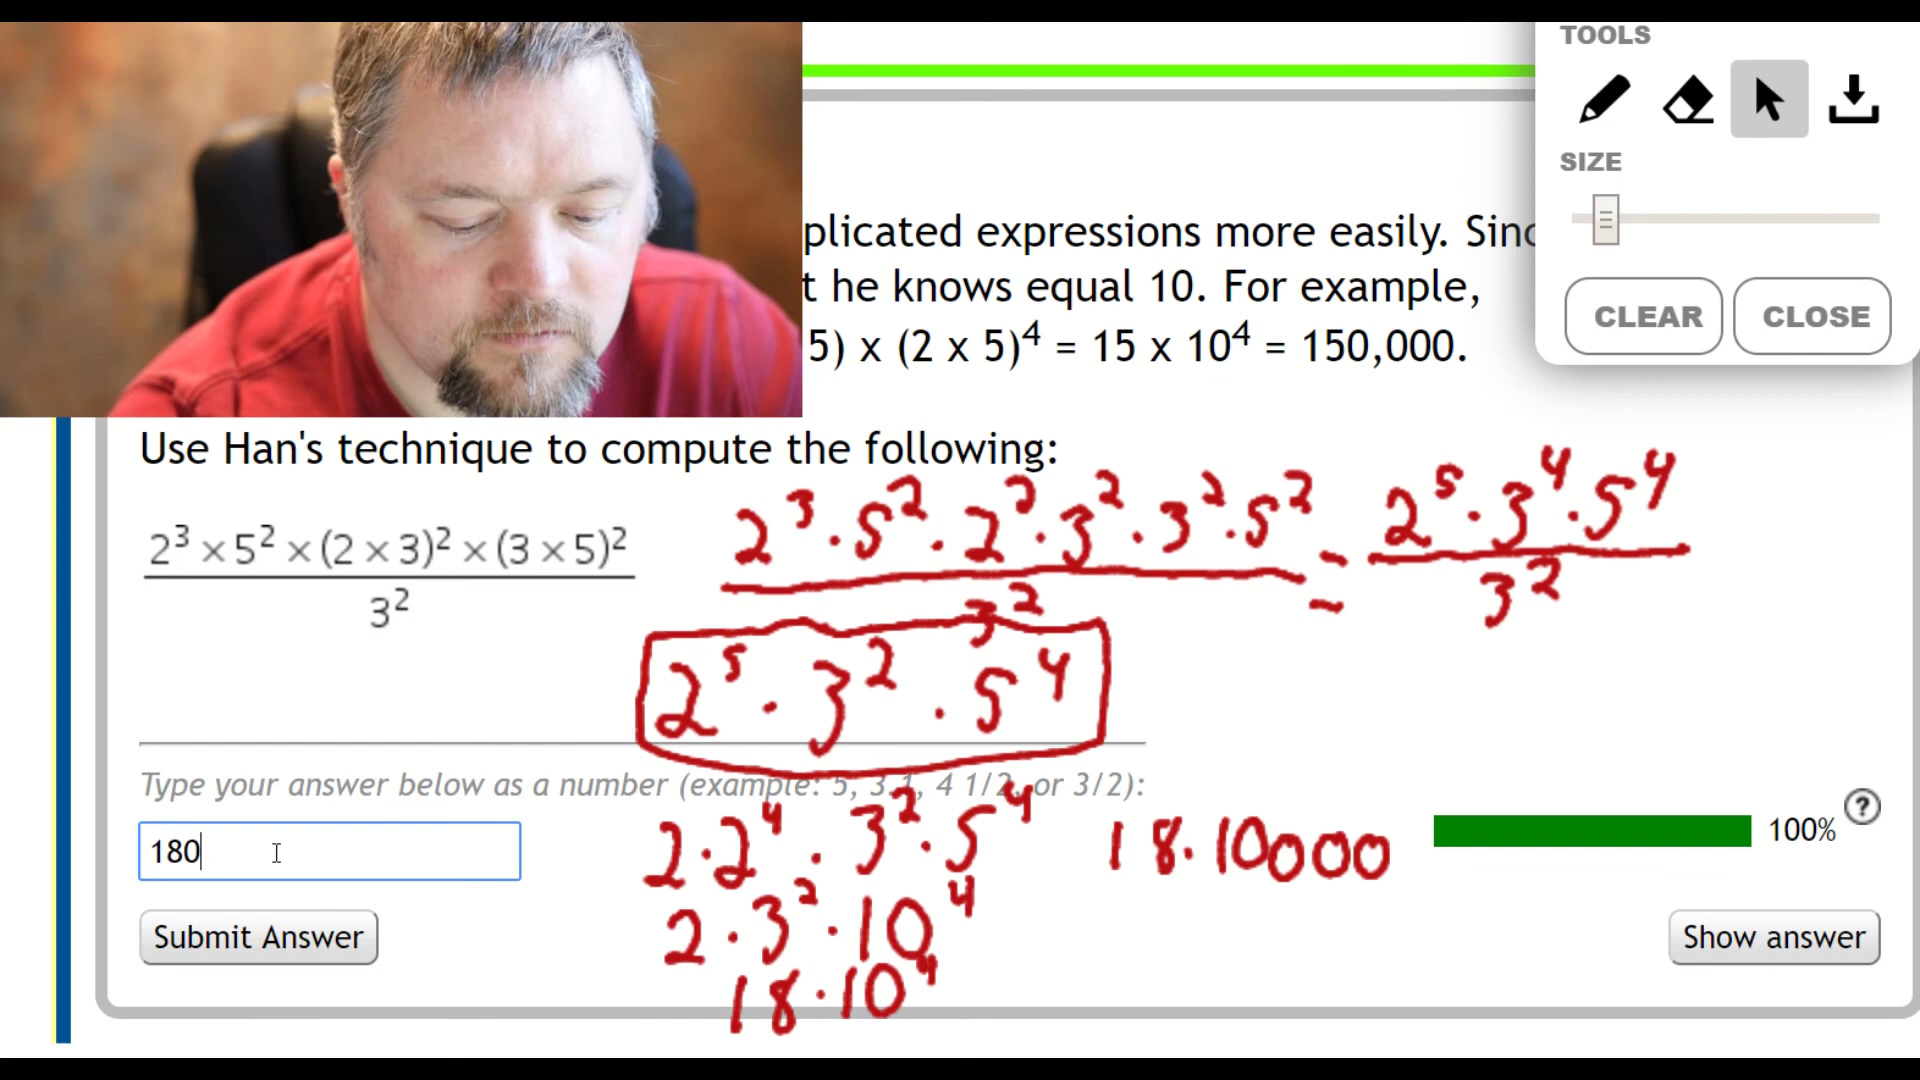 TOOLS
SIZE
CLEAR CLOSE
plicated expressions more easily. Sinc
t he knows equal 10. For example,
5) x (2 x 5)⁴ = 15 x 10⁴ = 150,000.
Use Han's technique to compute the following:
2³ × 5² × (2 × 3)² × (3 × 5)²
3²
2³ · 5² · 2² · 3² · 3² · 5² = 2⁵ · 3⁴ · 5⁴
3² 3²
2⁵ · 3² · 5⁴
Type your answer below as a number (example: 5, 3.1, 4 1/2, or 3/2):
180
2 · 2⁴ · 3² · 5⁴ 18 · 10000
100%
?
2 · 3² · 10⁴
18 · 10⁴
Submit Answer
Show answer